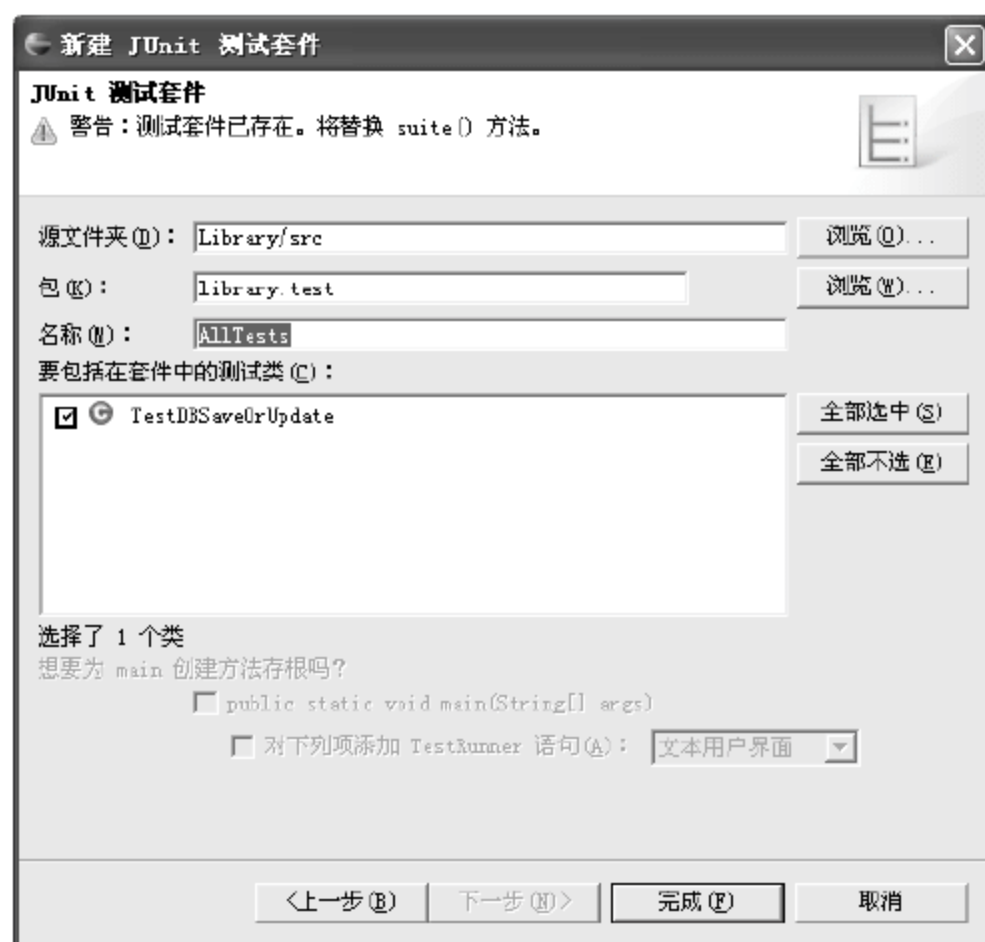 新建 JUnit 测试套件
JUnit 测试套件
警告：测试套件已存在。将替换 suite() 方法。
源文件夹(D)： Library/src 浏览(O)...
包(K)： library.test 浏览(W)...
名称(N)： AllTests
要包括在套件中的测试类(C)：
TestDBSaveOrUpdate 全部选中(S)
全部不选(E)
选择了 1 个类
想要为 main 创建方法存根吗?
public static void main(String[] args)
对下列项添加 TestRunner 语句(A)： 文本用户界面
<上一步(B) 下一步(N)> 完成(F) 取消